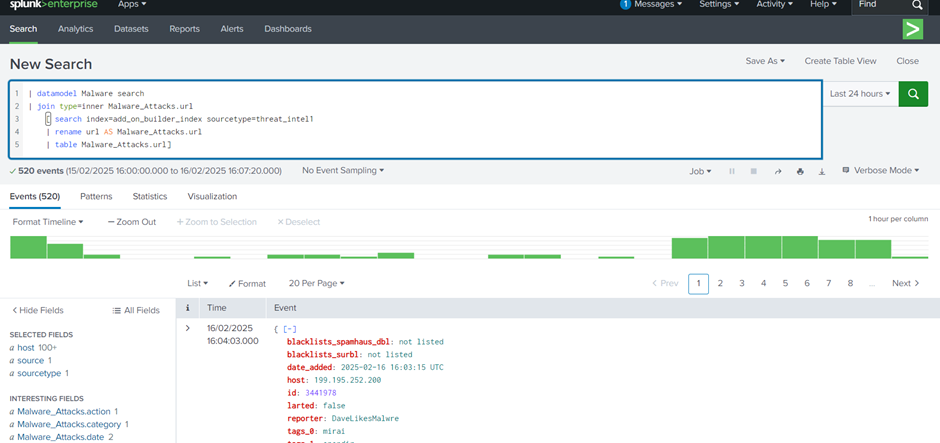 splunk>enterprise Apps ▾ 1 Messages ▾ Settings ▾ Activity ▾ Help ▾ Find
Search Analytics Datasets Reports Alerts Dashboards
New Search Save As ▾ Create Table View Close
1 | datamodel Malware search
2 | join type=inner Malware_Attacks.url
3 [ search index=add_on_builder_index sourcetype=threat_intel1
4 | rename url AS Malware_Attacks.url
5 | table Malware_Attacks.url]
Last 24 hours ▾
✓ 520 events (15/02/2025 16:00:00.000 to 16/02/2025 16:07:20.000) No Event Sampling ▾ Job ▾ Verbose Mode ▾
Events (520) Patterns Statistics Visualization
Format Timeline ▾ — Zoom Out + Zoom to Selection × Deselect 1 hour per column
List ▾ Format 20 Per Page ▾ < Prev 1 2 3 4 5 6 7 8 ... Next >
< Hide Fields All Fields i Time Event
SELECTED FIELDS
a host 100+
a source 1
a sourcetype 1
INTERESTING FIELDS
a Malware_Attacks.action 1
a Malware_Attacks.category 1
a Malware_Attacks.date 2
> 16/02/2025
16:04:03.000
{ [-]
blacklists_spamhaus_dbl: not listed
blacklists_surbl: not listed
date_added: 2025-02-16 16:03:15 UTC
host: 199.195.252.200
id: 3441978
larted: false
reporter: DaveLikesMalwre
tags_0: mirai